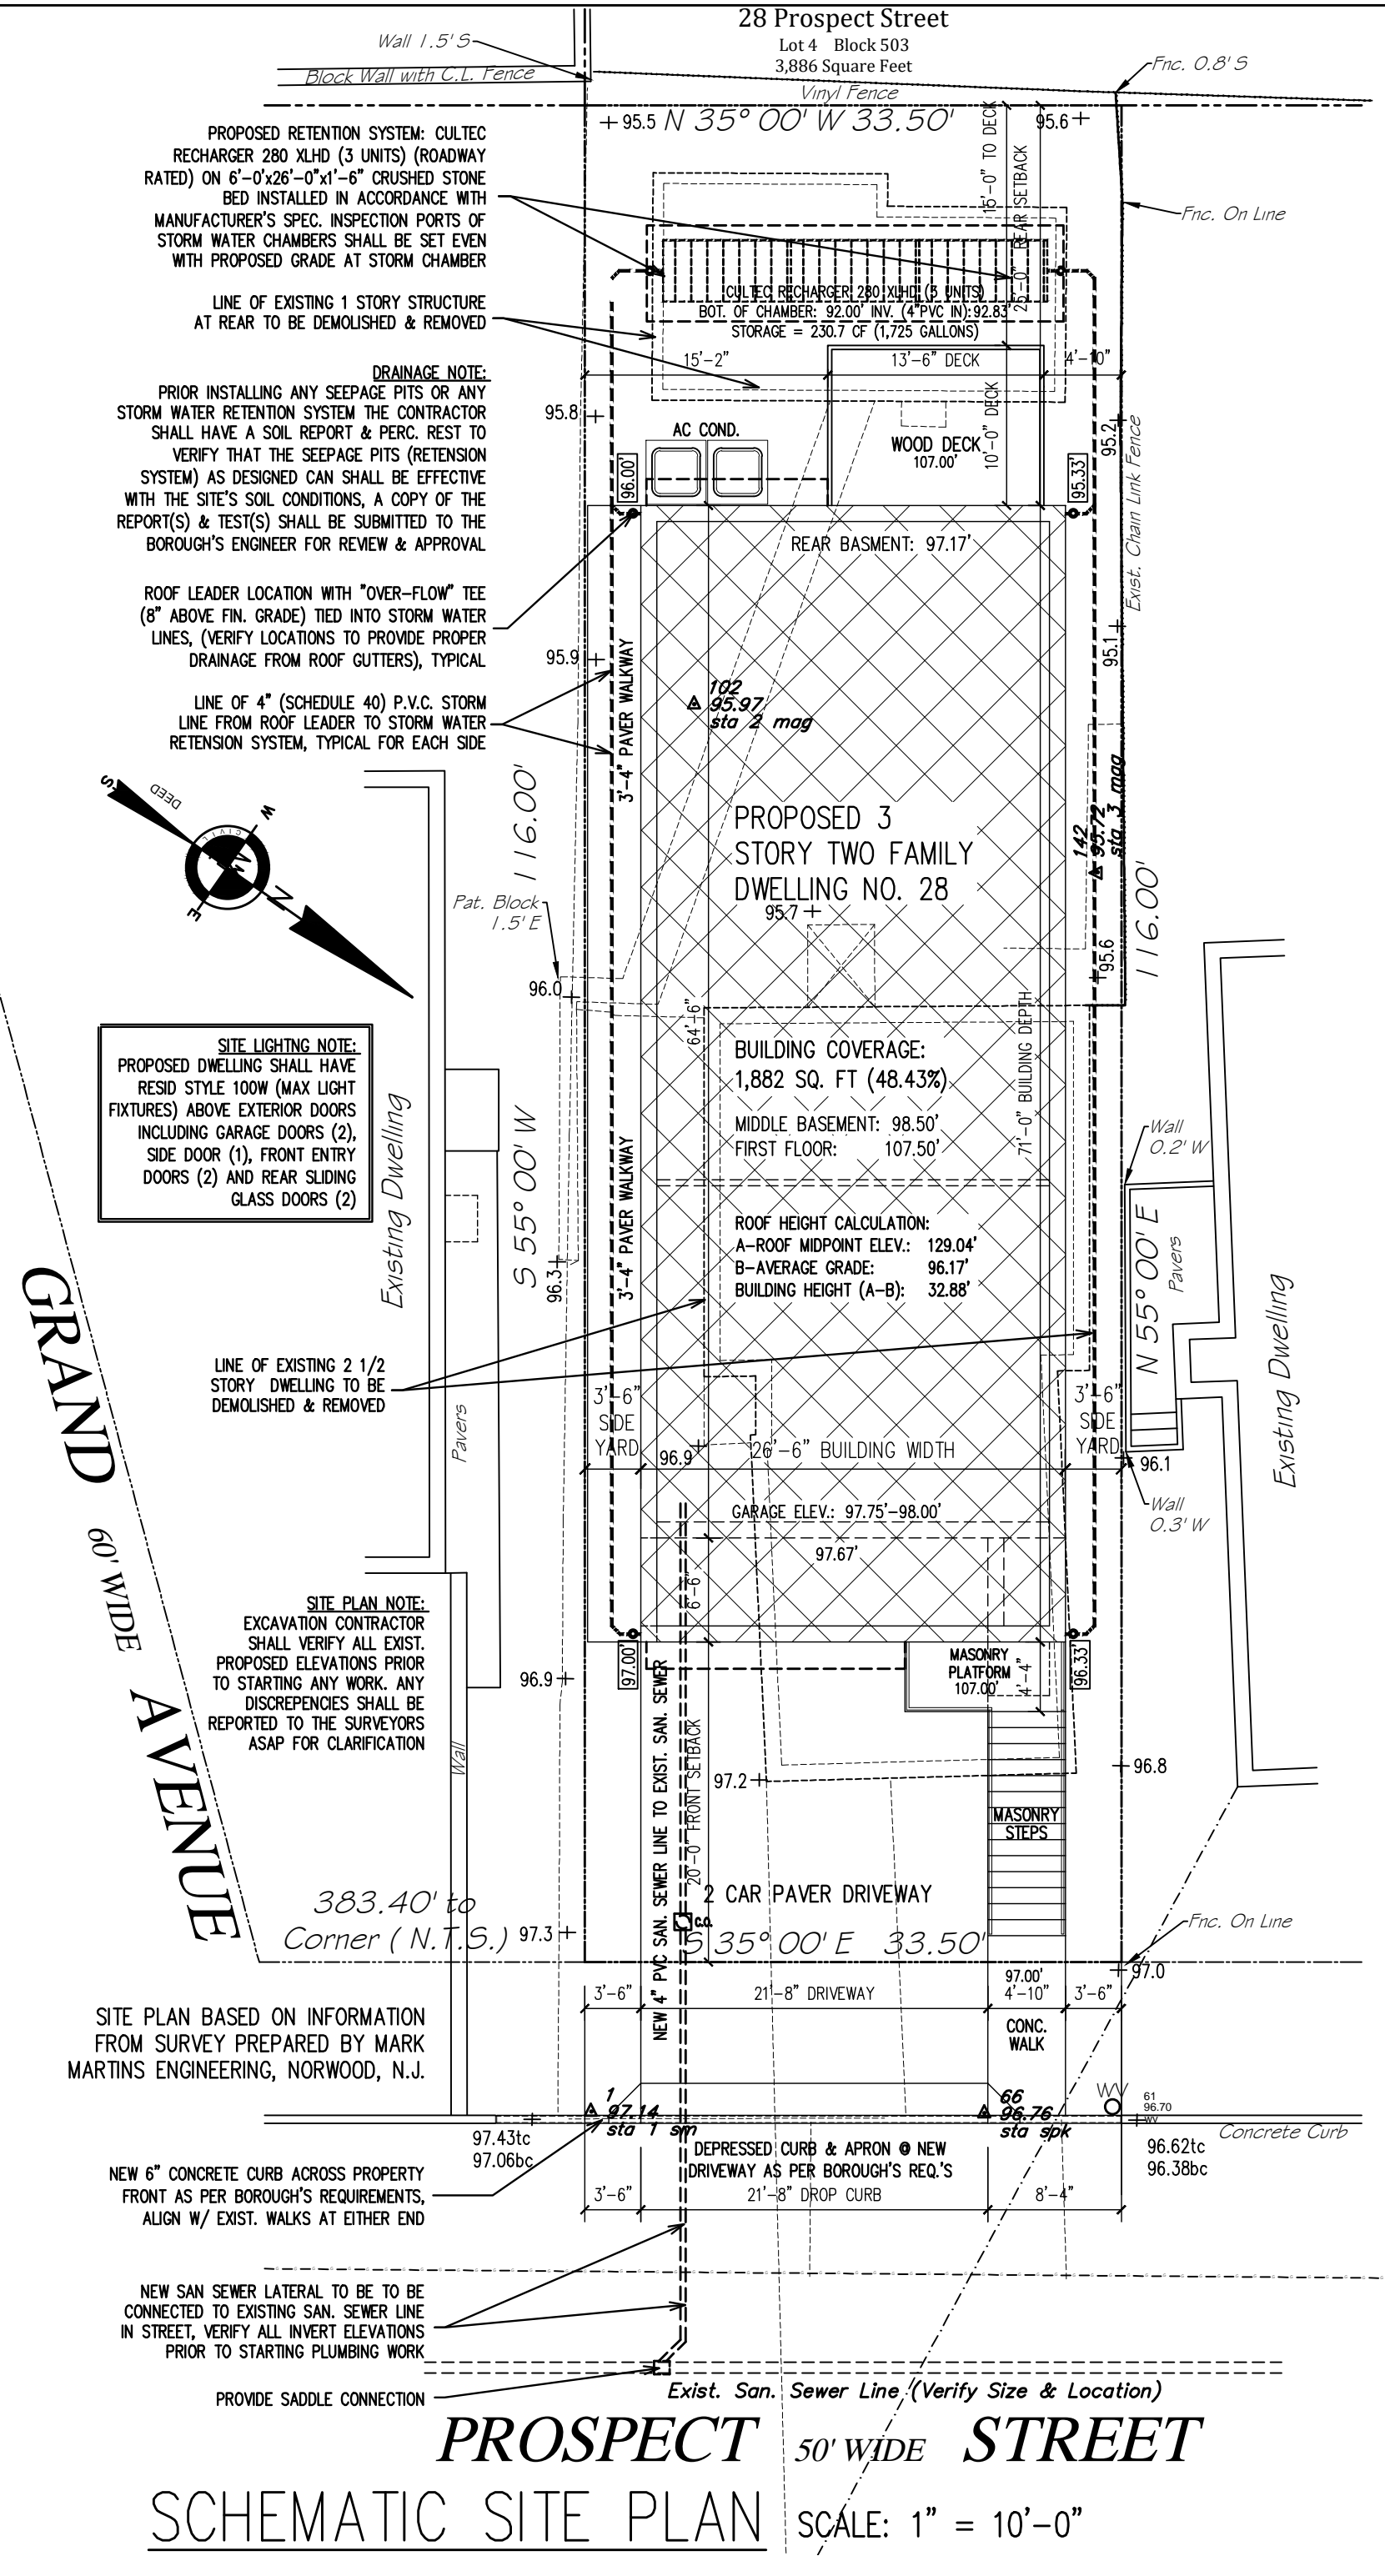 28 Prospect Street
Lot 4 Block 503
3,886 Square Feet
Wall 1.5' S
Block Wall with C.L. Fence
Vinyl Fence
Fnc. 0.8' S
95.5
N 35° 00' W 33.50'
95.6
Fnc. On Line
15'-0" TO DECK
REAR SETBACK
PROPOSED RETENTION SYSTEM: CULTEC
RECHARGER 280 XLHD (3 UNITS) (ROADWAY
RATED) ON 6'-0'x26'-0"x1'-6" CRUSHED STONE
BED INSTALLED IN ACCORDANCE WITH
MANUFACTURER'S SPEC. INSPECTION PORTS OF
STORM WATER CHAMBERS SHALL BE SET EVEN
WITH PROPOSED GRADE AT STORM CHAMBER
CULTEC RECHARGER 280 XLHD (3 UNITS)
BOT. OF CHAMBER: 92.00' INV. (4"PVC IN): 92.83'
STORAGE = 230.7 CF (1,725 GALLONS)
LINE OF EXISTING 1 STORY STRUCTURE
AT REAR TO BE DEMOLISHED & REMOVED
15'-2"
13'-6" DECK
4'-10"
DRAINAGE NOTE:
PRIOR INSTALLING ANY SEEPAGE PITS OR ANY
STORM WATER RETENTION SYSTEM THE CONTRACTOR
SHALL HAVE A SOIL REPORT & PERC. REST TO
VERIFY THAT THE SEEPAGE PITS (RETENSION
SYSTEM) AS DESIGNED CAN SHALL BE EFFECTIVE
WITH THE SITE'S SOIL CONDITIONS, A COPY OF THE
REPORT(S) & TEST(S) SHALL BE SUBMITTED TO THE
BOROUGH'S ENGINEER FOR REVIEW & APPROVAL
95.8
AC COND.
WOOD DECK
107.00'
10'-0" DECK
95.2
Exist. Chain Link Fence
96.00'
95.33'
REAR BASMENT: 97.17'
ROOF LEADER LOCATION WITH "OVER-FLOW" TEE
(8" ABOVE FIN. GRADE) TIED INTO STORM WATER
LINES, (VERIFY LOCATIONS TO PROVIDE PROPER
DRAINAGE FROM ROOF GUTTERS), TYPICAL
95.9
3'-4" PAVER WALKWAY
95.1
LINE OF 4" (SCHEDULE 40) P.V.C. STORM
LINE FROM ROOF LEADER TO STORM WATER
RETENSION SYSTEM, TYPICAL FOR EACH SIDE
102
95.97
sta 2 mag
142
95.72
sta 3 mag
S
DEED
W
CIVIL
E
N
116.00'
116.00'
PROPOSED 3
STORY TWO FAMILY
DWELLING NO. 28
95.7
95.6
Pat. Block
1.5' E
96.0
64'-6"
71'-0" BUILDING DEPTH
BUILDING COVERAGE:
1,882 SQ. FT (48.43%)
MIDDLE BASEMENT: 98.50'
FIRST FLOOR: 107.50'
SITE LIGHTNG NOTE:
PROPOSED DWELLING SHALL HAVE
RESID STYLE 100W (MAX LIGHT
FIXTURES) ABOVE EXTERIOR DOORS
INCLUDING GARAGE DOORS (2),
SIDE DOOR (1), FRONT ENTRY
DOORS (2) AND REAR SLIDING
GLASS DOORS (2)
Existing Dwelling
S 55° 00' W
96.3
3'-4" PAVER WALKWAY
ROOF HEIGHT CALCULATION:
A-ROOF MIDPOINT ELEV.: 129.04'
B-AVERAGE GRADE: 96.17'
BUILDING HEIGHT (A-B): 32.88'
Wall
0.2' W
N 55° 00' E
Pavers
Existing Dwelling
LINE OF EXISTING 2 1/2
STORY DWELLING TO BE
DEMOLISHED & REMOVED
Pavers
3'-6"
SIDE
YARD
96.9
26'-6" BUILDING WIDTH
3'-6"
SIDE
YARD
96.1
Wall
0.3' W
GARAGE ELEV.: 97.75'-98.00'
97.67'
6'-6"
GRAND
60' WIDE
AVENUE
SITE PLAN NOTE:
EXCAVATION CONTRACTOR
SHALL VERIFY ALL EXIST.
PROPOSED ELEVATIONS PRIOR
TO STARTING ANY WORK. ANY
DISCREPENCIES SHALL BE
REPORTED TO THE SURVEYORS
ASAP FOR CLARIFICATION
Wall
96.9
97.00'
MASONRY
PLATFORM
107.00'
4'-4"
96.33'
NEW 4" PVC SAN. SEWER LINE TO EXIST. SAN. SEWER
20'-0" FRONT SETBACK
97.2
96.8
MASONRY
STEPS
2 CAR PAVER DRIVEWAY
C.O.
383.40' to
Corner ( N.T.S.)
97.3
S 35° 00' E 33.50'
Fnc. On Line
97.0
97.00'
3'-6"
21'-8" DRIVEWAY
4'-10"
3'-6"
CONC.
WALK
SITE PLAN BASED ON INFORMATION
FROM SURVEY PREPARED BY MARK
MARTINS ENGINEERING, NORWOOD, N.J.
1
97.14
sta 1 sm
66
96.76
sta spk
WV
61
96.70
WV
97.43tc
97.06bc
96.62tc
96.38bc
Concrete Curb
DEPRESSED CURB & APRON @ NEW
DRIVEWAY AS PER BOROUGH'S REQ.'S
3'-6"
21'-8" DROP CURB
8'-4"
NEW 6" CONCRETE CURB ACROSS PROPERTY
FRONT AS PER BOROUGH'S REQUIREMENTS,
ALIGN W/ EXIST. WALKS AT EITHER END
NEW SAN SEWER LATERAL TO BE TO BE
CONNECTED TO EXISTING SAN. SEWER LINE
IN STREET, VERIFY ALL INVERT ELEVATIONS
PRIOR TO STARTING PLUMBING WORK
PROVIDE SADDLE CONNECTION
Exist. San. Sewer Line (Verify Size & Location)
PROSPECT 50' WIDE STREET
SCHEMATIC SITE PLAN SCALE: 1" = 10'-0"